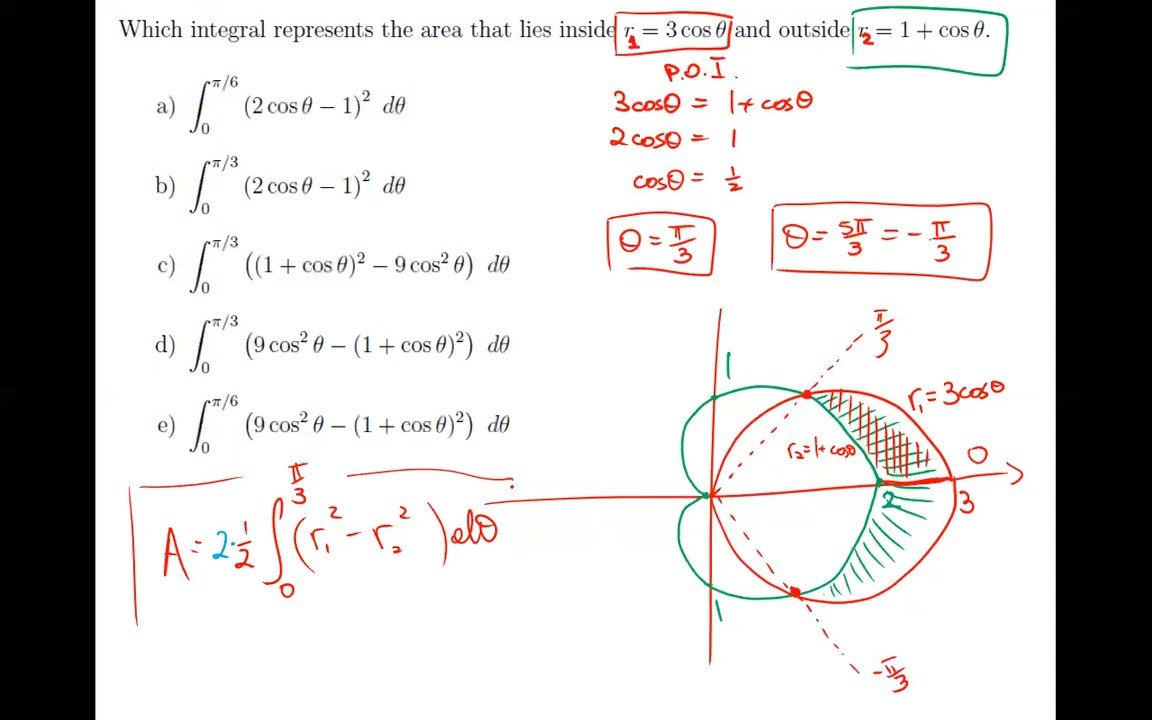 Which integral represents the area that lies inside r₁ = 3 cos θ and outside r₂ = 1 + cos θ.
a) ∫₀^{π/6} (2 cos θ − 1)² dθ
b) ∫₀^{π/3} (2 cos θ − 1)² dθ
c) ∫₀^{π/3} ((1 + cos θ)² − 9 cos² θ) dθ
d) ∫₀^{π/3} (9 cos² θ − (1 + cos θ)²) dθ
e) ∫₀^{π/6} (9 cos² θ − (1 + cos θ)²) dθ
P.O.I.
3cosθ = 1+ cosθ
2cosθ = 1
cosθ = 1/2
θ = π/3
θ = 5π/3 = -π/3
π/3
1
r₁ = 3cosθ
r₂ = 1+cosθ
0
2
3
1
-π/3
A = 2·1/2 ∫₀^{π/3} (r₁² - r₂²) dθ